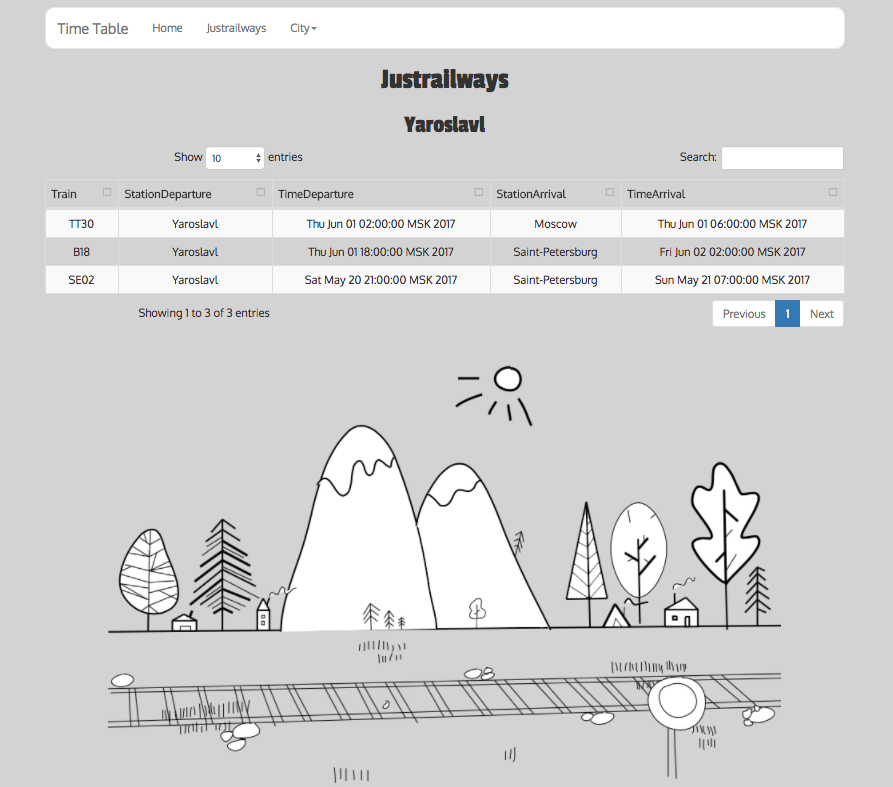 Time Table Home Justrailways City
Justrailways
Yaroslavl
Show 10 entries Search:
Train StationDeparture TimeDeparture StationArrival TimeArrival
TT30 Yaroslavl Thu Jun 01 02:00:00 MSK 2017 Moscow Thu Jun 01 06:00:00 MSK 2017
B18 Yaroslavl Thu Jun 01 18:00:00 MSK 2017 Saint-Petersburg Fri Jun 02 02:00:00 MSK 2017
SE02 Yaroslavl Sat May 20 21:00:00 MSK 2017 Saint-Petersburg Sun May 21 07:00:00 MSK 2017
Showing 1 to 3 of 3 entries Previous 1 Next